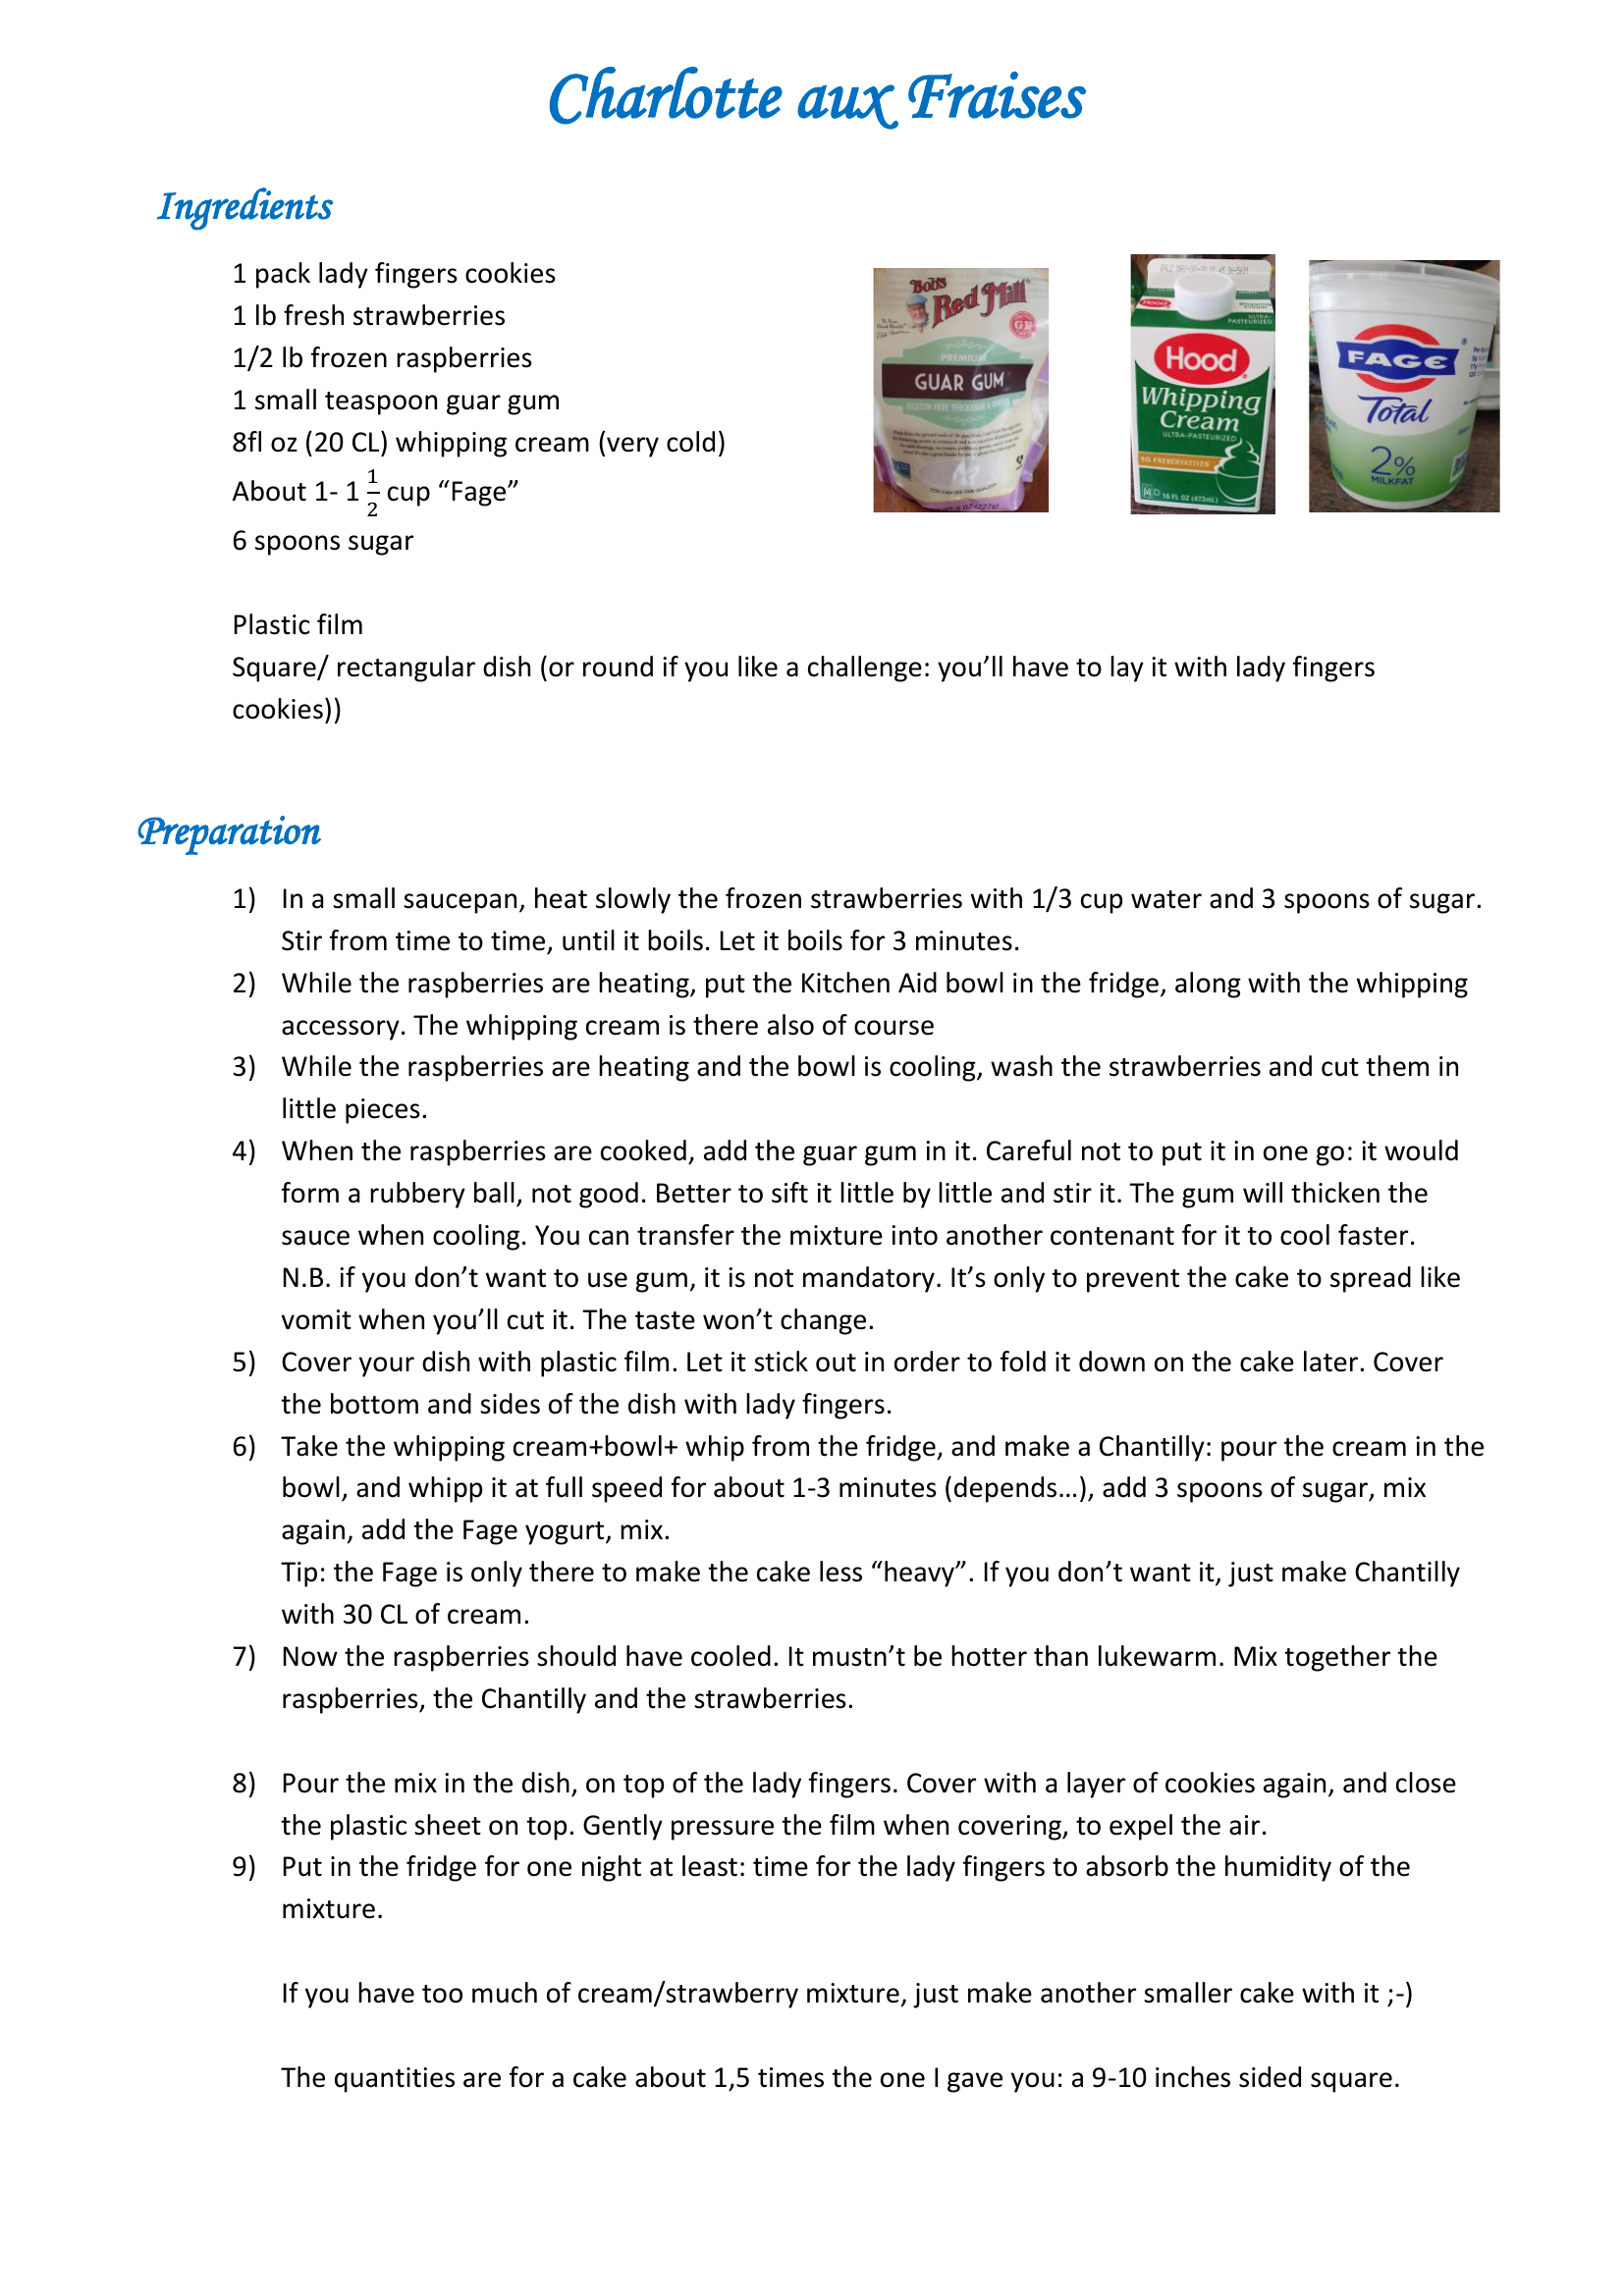 Charlotte aux Fraises
Ingredients
1 pack lady fingers cookies
1 lb fresh strawberries
1/2 lb frozen raspberries
1 small teaspoon guar gum
8fl oz (20 CL) whipping cream (very cold)
About 1- 1 1/2 cup “Fage”
6 spoons sugar
Bob's
Red Mill
PREMIUM
GUAR GUM
GLUTEN FREE THICKENER
Hood
Whipping
Cream
ULTRA-PASTEURIZED
NO PRESERVATIVES
16 FL OZ (473mL)
FAGE
Total
2%
MILKFAT
Plastic film
Square/ rectangular dish (or round if you like a challenge: you’ll have to lay it with lady fingers
cookies))
Preparation
1) In a small saucepan, heat slowly the frozen strawberries with 1/3 cup water and 3 spoons of sugar.
Stir from time to time, until it boils. Let it boils for 3 minutes.
2) While the raspberries are heating, put the Kitchen Aid bowl in the fridge, along with the whipping
accessory. The whipping cream is there also of course
3) While the raspberries are heating and the bowl is cooling, wash the strawberries and cut them in
little pieces.
4) When the raspberries are cooked, add the guar gum in it. Careful not to put it in one go: it would
form a rubbery ball, not good. Better to sift it little by little and stir it. The gum will thicken the
sauce when cooling. You can transfer the mixture into another contenant for it to cool faster.
N.B. if you don’t want to use gum, it is not mandatory. It’s only to prevent the cake to spread like
vomit when you’ll cut it. The taste won’t change.
5) Cover your dish with plastic film. Let it stick out in order to fold it down on the cake later. Cover
the bottom and sides of the dish with lady fingers.
6) Take the whipping cream+bowl+ whip from the fridge, and make a Chantilly: pour the cream in the
bowl, and whipp it at full speed for about 1-3 minutes (depends…), add 3 spoons of sugar, mix
again, add the Fage yogurt, mix.
Tip: the Fage is only there to make the cake less “heavy”. If you don’t want it, just make Chantilly
with 30 CL of cream.
7) Now the raspberries should have cooled. It mustn’t be hotter than lukewarm. Mix together the
raspberries, the Chantilly and the strawberries.
8) Pour the mix in the dish, on top of the lady fingers. Cover with a layer of cookies again, and close
the plastic sheet on top. Gently pressure the film when covering, to expel the air.
9) Put in the fridge for one night at least: time for the lady fingers to absorb the humidity of the
mixture.
If you have too much of cream/strawberry mixture, just make another smaller cake with it ;-)
The quantities are for a cake about 1,5 times the one I gave you: a 9-10 inches sided square.